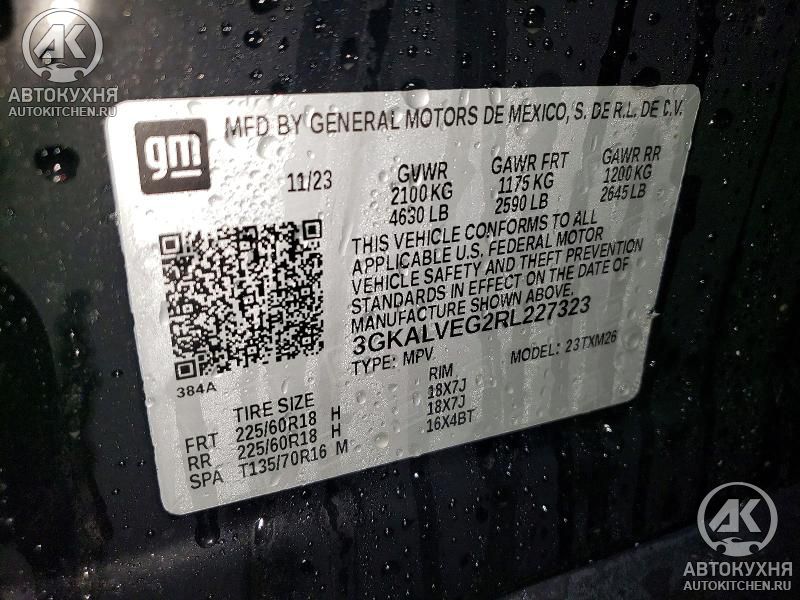 AK
АВТОКУХНЯ
AUTOKITCHEN.RU
gm
MFD BY GENERAL MOTORS DE MEXICO, S. DE R.L. DE C.V.
11/23
GVWR
2100 KG
4630 LB
GAWR FRT
1175 KG
2590 LB
GAWR RR
1200 KG
2645 LB
THIS VEHICLE CONFORMS TO ALL
APPLICABLE U.S. FEDERAL MOTOR
VEHICLE SAFETY AND THEFT PREVENTION
STANDARDS IN EFFECT ON THE DATE OF
MANUFACTURE SHOWN ABOVE.
3GKALVEG2RL227323
TYPE: MPV MODEL: 23TXM26
384A
TIRE SIZE RIM
FRT 225/60R18 H 18X7J
RR 225/60R18 H 18X7J
SPA T135/70R16 M 16X4BT
AK
АВТОКУХНЯ
AUTOKITCHEN.RU